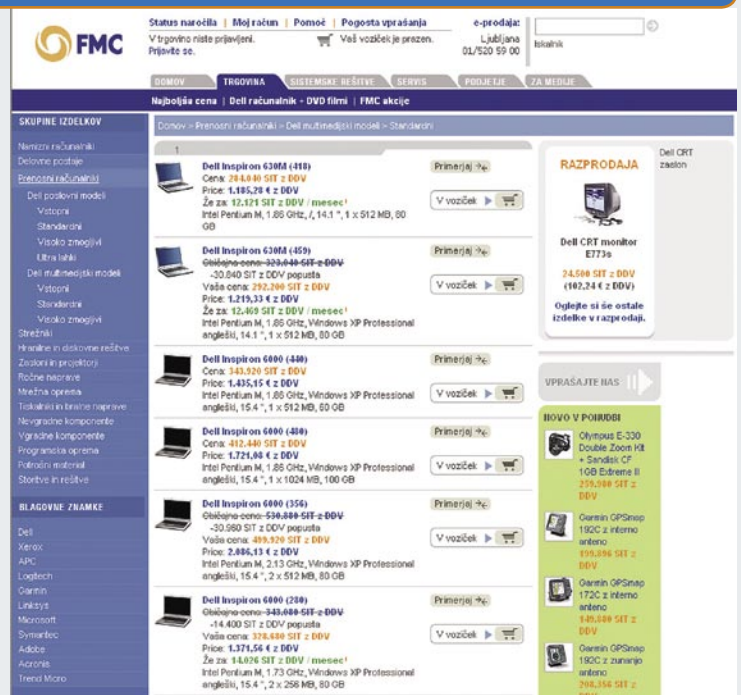 FMC
Status naročila | Moj račun | Pomoč | Pogosta vprašanja
V trgovino niste prijavljeni.
Prijavite se.
Vaš voziček je prazen.
e-prodaja:
Ljubljana
01/520 59 00
Iskalnik
DOMOV
TRGOVINA
SISTEMSKE REŠITVE
SERVIS
PODJETJE
ZA MEDIJE
Najboljša cena | Dell računalnik + DVD filmi | FMC akcije
SKUPINE IZDELKOV
Namizni računalniki
Delovne postaje
Prenosni računalniki
Dell poslovni modeli
Vstopni
Standardni
Visoko zmogljivi
Ultra lahki
Dell multimedijski modeli
Vstopni
Standardni
Visoko zmogljivi
Strežniki
Hranilne in diskovne rešitve
Zasloni in projektorji
Ročne naprave
Mrežna oprema
Tiskalniki in bralne naprave
Nevgradne komponente
Vgradne komponente
Programska oprema
Potrošni material
Storitve in rešitve
BLAGOVNE ZNAMKE
Dell
Xerox
APC
Logitech
Garmin
Linksys
Microsoft
Symantec
Adobe
Acronis
Trend Micro
Domov > Prenosni računalniki > Dell multimedijski modeli > Standardni
1
Dell Inspiron 630M (418)
Cena: 284.040 SIT z DDV
Price: 1.185,28 € z DDV
Že za: 12.121 SIT z DDV / mesec!
Intel Pentium M, 1.86 GHz, /, 14.1 ", 1 x 512 MB, 80
GB
Primerjaj
V voziček
Dell Inspiron 630M (459)
Običajna cena: 323.040 SIT z DDV
-30.840 SIT z DDV popusta
Vaša cena: 292.200 SIT z DDV
Price: 1.219,33 € z DDV
Že za: 12.469 SIT z DDV / mesec!
Intel Pentium M, 1.86 GHz, Windows XP Professional
angleški, 14.1 ", 1 x 512 MB, 80 GB
Primerjaj
V voziček
Dell Inspiron 6000 (440)
Cena: 343.920 SIT z DDV
Price: 1.435,15 € z DDV
Intel Pentium M, 1.86 GHz, Windows XP Professional
angleški, 15.4 ", 1 x 512 MB, 80 GB
Primerjaj
V voziček
Dell Inspiron 6000 (480)
Cena: 412.440 SIT z DDV
Price: 1.721,08 € z DDV
Intel Pentium M, 1.86 GHz, Windows XP Professional
angleški, 15.4 ", 1 x 1024 MB, 100 GB
Primerjaj
V voziček
Dell Inspiron 6000 (356)
Običajna cena: 530.880 SIT z DDV
-30.960 SIT z DDV popusta
Vaša cena: 499.920 SIT z DDV
Price: 2.086,13 € z DDV
Intel Pentium M, 2.13 GHz, Windows XP Professional
angleški, 15.4 ", 2 x 512 MB, 80 GB
Primerjaj
V voziček
Dell Inspiron 6000 (280)
Običajna cena: 343.080 SIT z DDV
-14.400 SIT z DDV popusta
Vaša cena: 328.680 SIT z DDV
Price: 1.371,56 € z DDV
Že za: 14.026 SIT z DDV / mesec!
Intel Pentium M, 1.73 GHz, Windows XP Professional
angleški, 15.4 ", 2 x 256 MB, 80 GB
Primerjaj
V voziček
RAZPRODAJA
Dell CRT monitor
E773s
24.500 SIT z DDV
(102,24 € z DDV)
Oglejte si še ostale
izdelke v razprodaji.
Dell CRT
zaslon
VPRAŠAJTE NAS
NOVO V PONUDBI
Olympus E-330
Double Zoom Kit
+ Sandisk CF
1GB Extreme II
259.980 SIT z
DDV
Garmin GPSmap
192C z interno
anteno
199.896 SIT z
DDV
Garmin GPSmap
172C z interno
anteno
149.880 SIT z
DDV
Garmin GPSmap
192C z zunanjo
anteno
208.356 SIT z
DDV